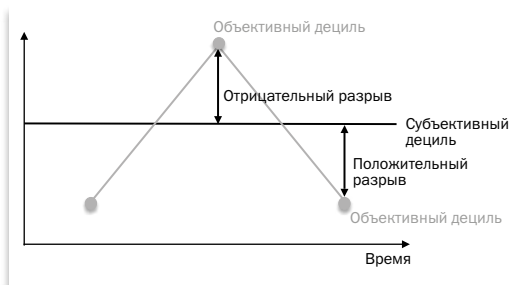 Объективный дециль
Отрицательный разрыв
Субъективный
дециль
Положительный
разрыв
Объективный дециль
Время